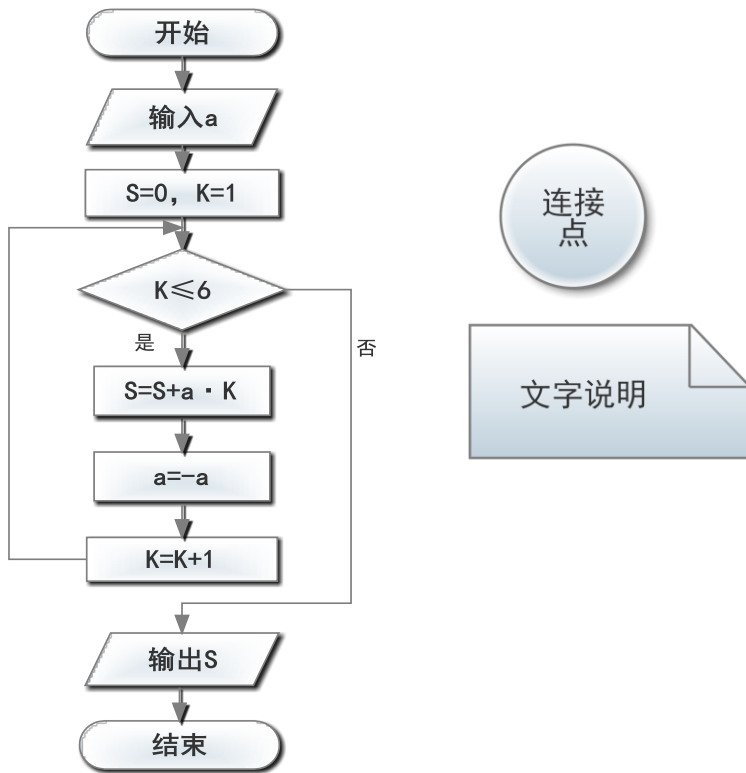 开始
输入a
S=0, K=1
K≤6
是
否
S=S+a·K
a=-a
K=K+1
输出S
结束
连接
点
文字说明